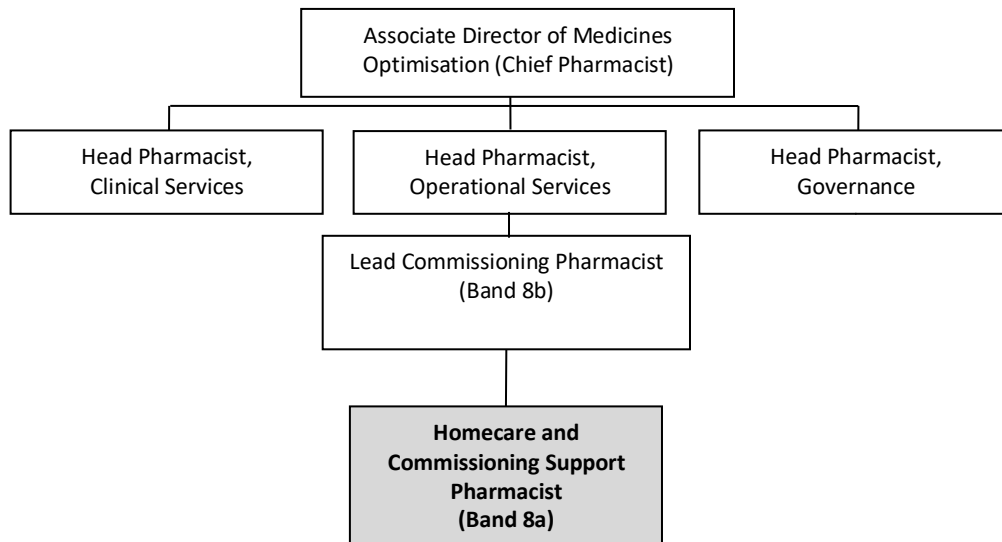 Associate Director of Medicines
Optimisation (Chief Pharmacist)
Head Pharmacist,
Clinical Services
Head Pharmacist,
Operational Services
Head Pharmacist,
Governance
Lead Commissioning Pharmacist
(Band 8b)
Homecare and
Commissioning Support
Pharmacist
(Band 8a)